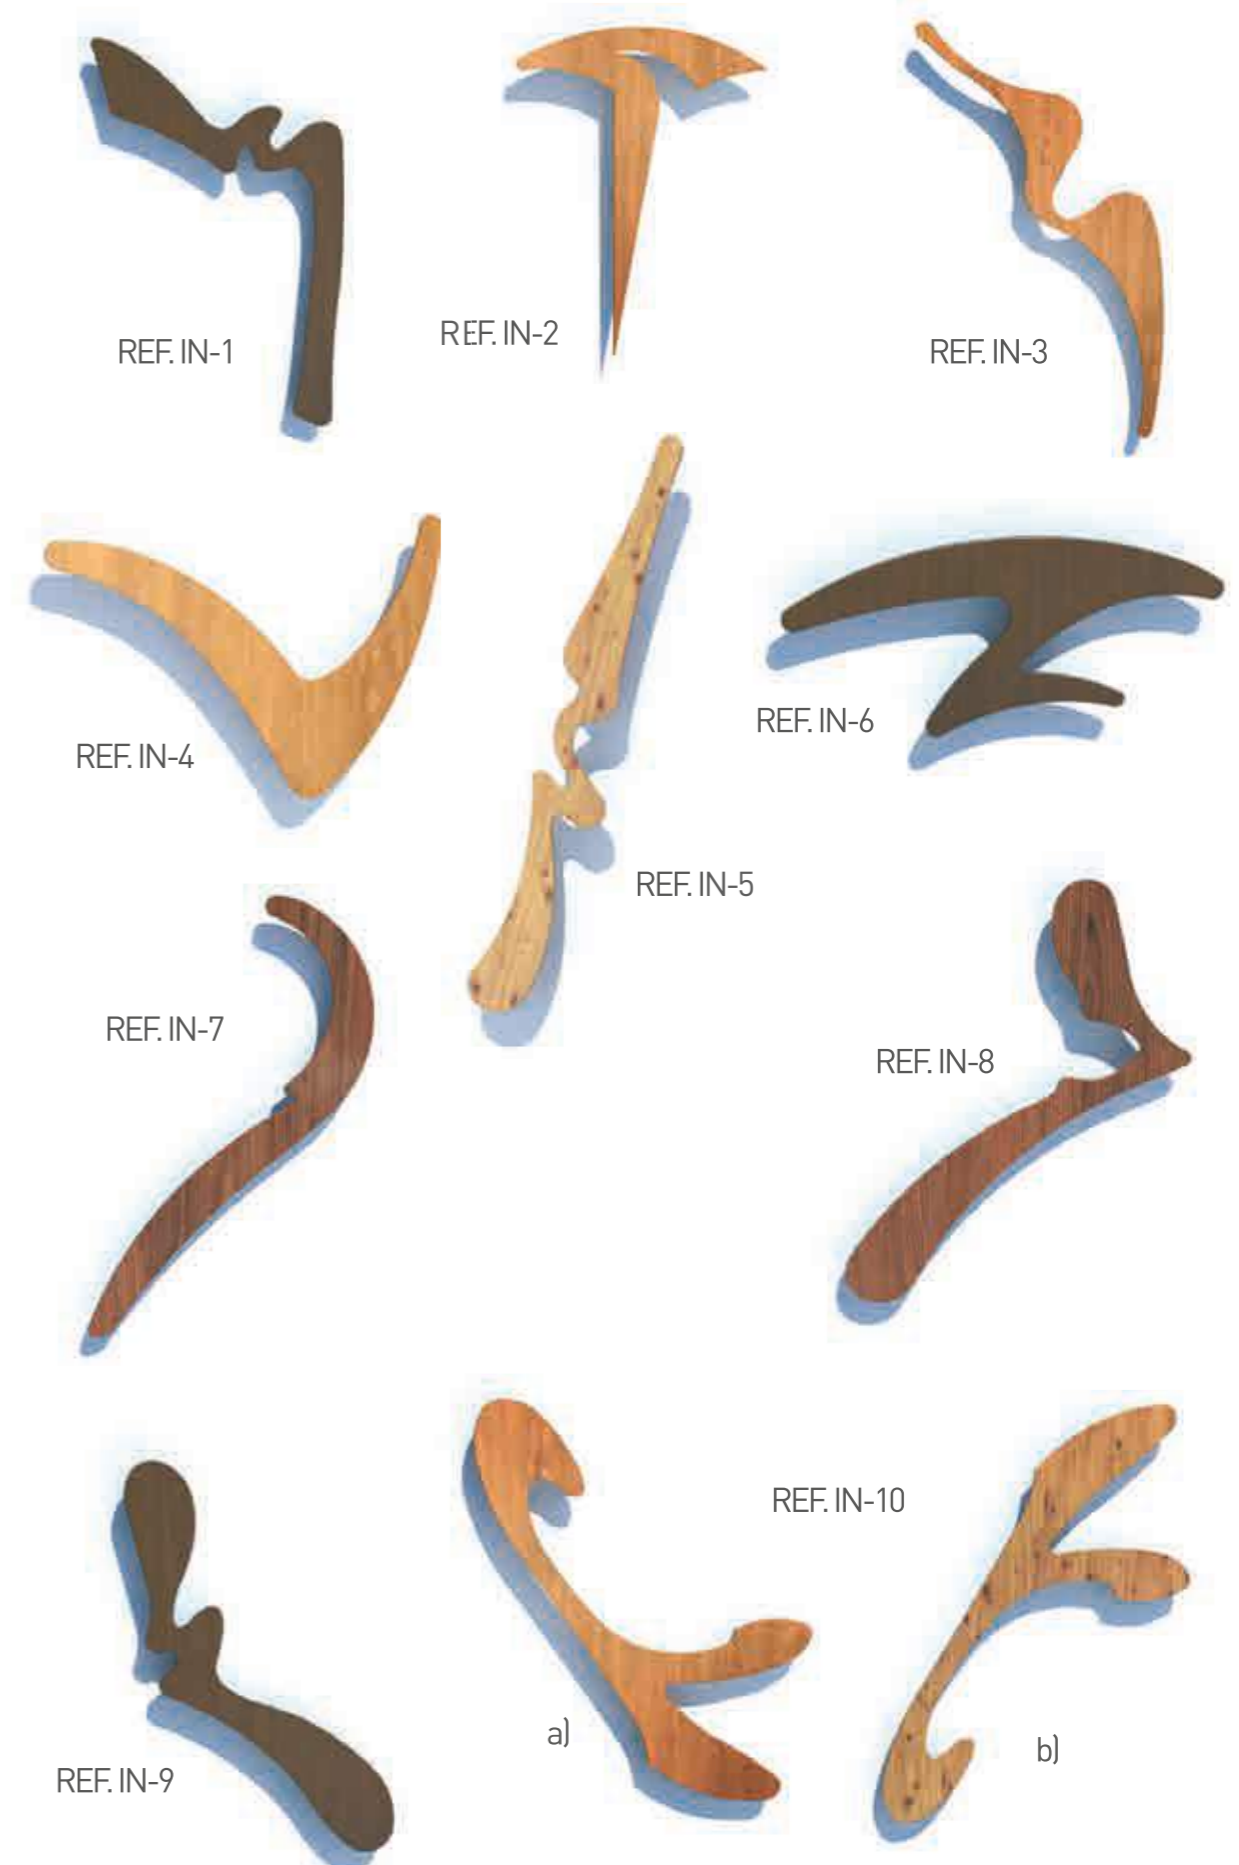 REF. IN-1
REF. IN-2
REF. IN-3
REF. IN-4
REF. IN-5
REF. IN-6
REF. IN-7
REF. IN-8
REF. IN-9
REF. IN-10
a)
b)